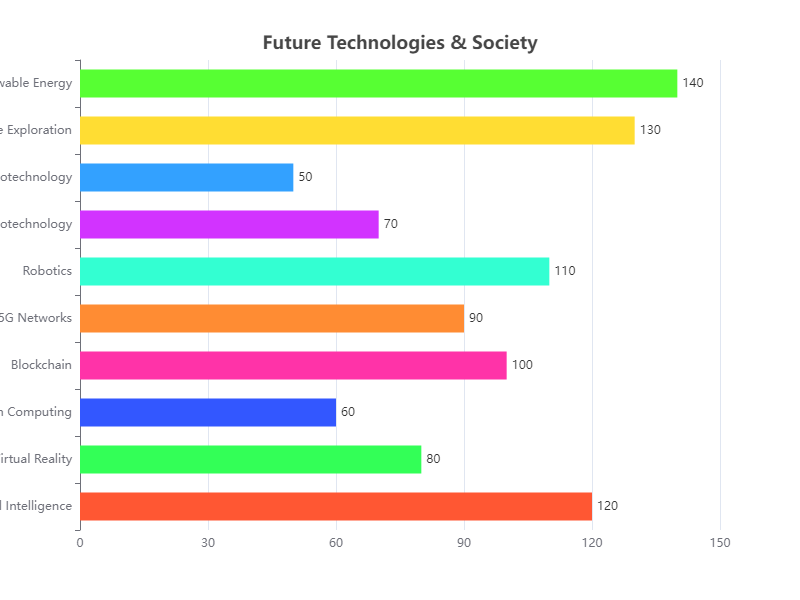 Future Technologies & Society
wable Energy 140
e Exploration 130
otechnology 50
otechnology 70
Robotics 110
5G Networks 90
Blockchain 100
n Computing 60
irtual Reality 80
l Intelligence 120
0 30 60 90 120 150